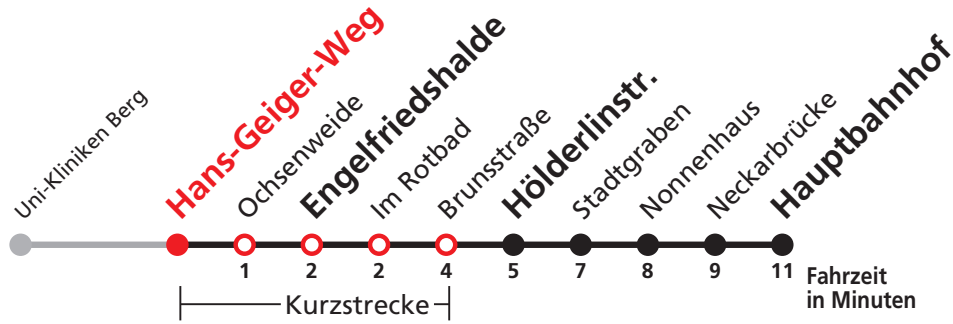 Uni-Kliniken Berg
Hans-Geiger-Weg
Ochsenweide
Engelfriedshalde
Im Rotbad
Brunsstraße
Hölderlinstr.
Stadtgraben
Nonnenhaus
Neckarbrücke
Hauptbahnhof
1 2 2 4 5 7 8 9 11
Fahrzeit
in Minuten
Kurzstrecke